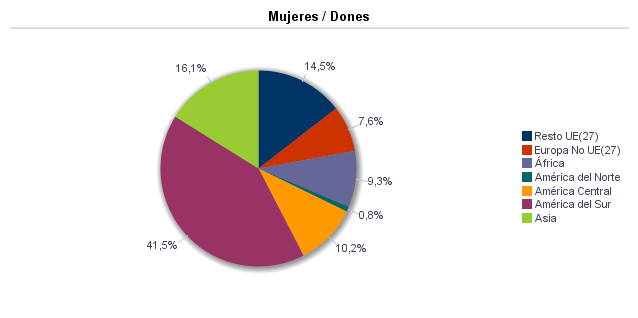 Mujeres / Dones
16,1%
14,5%
7,6%
9,3%
0,8%
10,2%
41,5%
Resto UE(27)
Europa No UE(27)
África
América del Norte
América Central
América del Sur
Asia